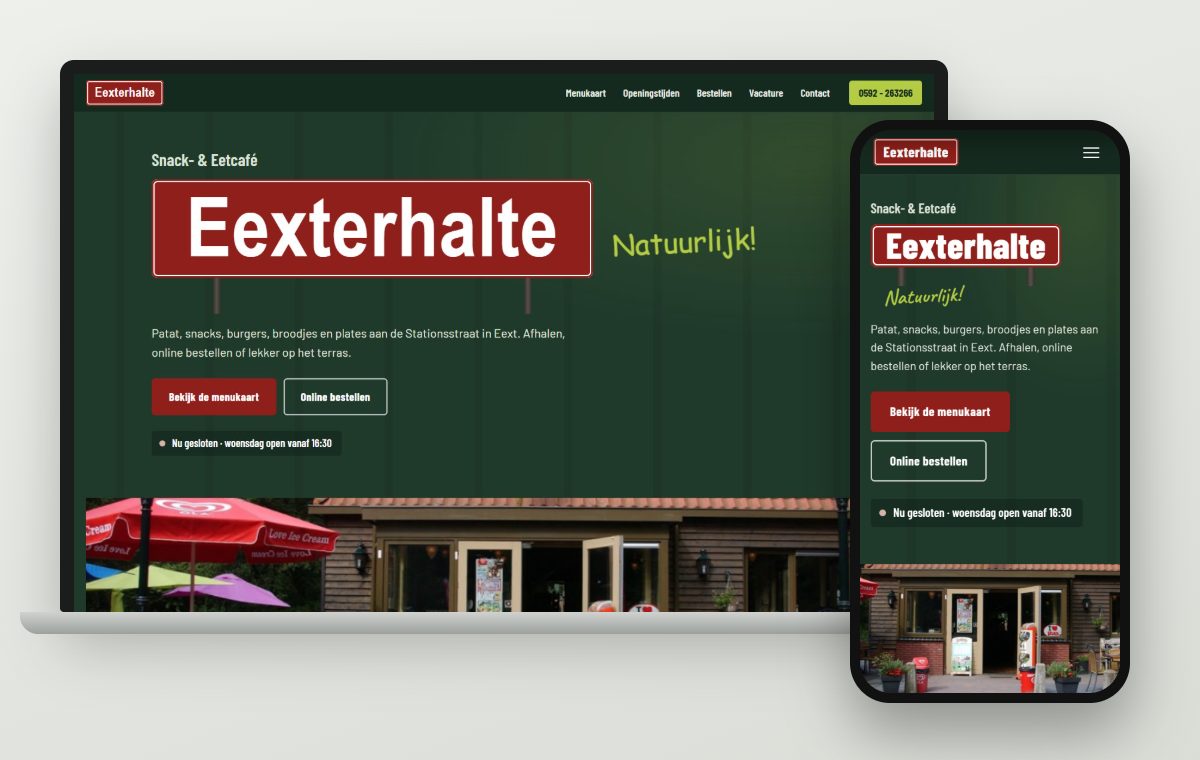 Eexterhalte
Menukaart Openingstijden Bestellen Vacature Contact 0592 - 263266
Snack- & Eetcafé
Eexterhalte
Natuurlijk!
Patat, snacks, burgers, broodjes en plates aan de Stationsstraat in Eext. Afhalen,
online bestellen of lekker op het terras.
Bekijk de menukaart Online bestellen
Nu gesloten · woensdag open vanaf 16:30
Cream
Love Ice Cream
Eexterhalte
Snack- & Eetcafé
Eexterhalte
Natuurlijk!
Patat, snacks, burgers, broodjes en plates aan
de Stationsstraat in Eext. Afhalen, online
bestellen of lekker op het terras.
Bekijk de menukaart
Online bestellen
Nu gesloten · woensdag open vanaf 16:30